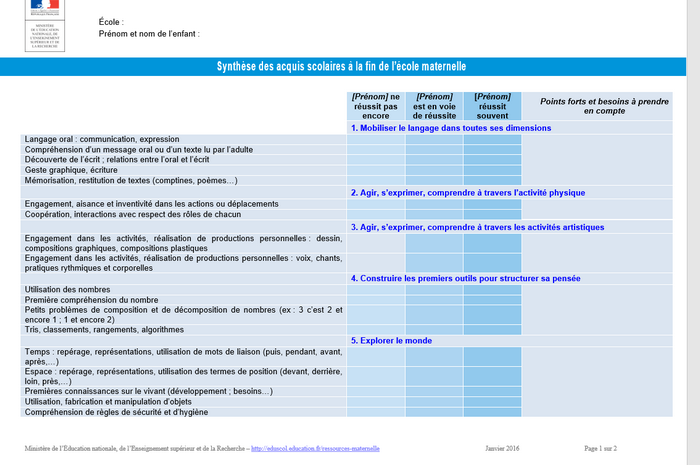 MINISTÈRE
DE L'ÉDUCATION
NATIONALE, DE
L'ENSEIGNEMENT
SUPÉRIEUR ET DE
LA RECHERCHE
École :
Prénom et nom de l'enfant :
Synthèse des acquis scolaires à la fin de l'école maternelle
[Prénom] ne réussit pas encore
[Prénom] est en voie de réussite
[Prénom] réussit souvent
Points forts et besoins à prendre en compte
1. Mobiliser le langage dans toutes ses dimensions
Langage oral : communication, expression
Compréhension d'un message oral ou d'un texte lu par l'adulte
Découverte de l'écrit ; relations entre l'oral et l'écrit
Geste graphique, écriture
Mémorisation, restitution de textes (comptines, poèmes…)
2. Agir, s'exprimer, comprendre à travers l'activité physique
Engagement, aisance et inventivité dans les actions ou déplacements
Coopération, interactions avec respect des rôles de chacun
3. Agir, s'exprimer, comprendre à travers les activités artistiques
Engagement dans les activités, réalisation de productions personnelles : dessin,
compositions graphiques, compositions plastiques
Engagement dans les activités, réalisation de productions personnelles : voix, chants,
pratiques rythmiques et corporelles
4. Construire les premiers outils pour structurer sa pensée
Utilisation des nombres
Première compréhension du nombre
Petits problèmes de composition et de décomposition de nombres (ex : 3 c'est 2 et
encore 1 ; 1 et encore 2)
Tris, classements, rangements, algorithmes
5. Explorer le monde
Temps : repérage, représentations, utilisation de mots de liaison (puis, pendant, avant,
après,…)
Espace : repérage, représentations, utilisation des termes de position (devant, derrière,
loin, près,…)
Premières connaissances sur le vivant (développement ; besoins…)
Utilisation, fabrication et manipulation d'objets
Compréhension de règles de sécurité et d'hygiène
Ministère de l'Éducation nationale, de l'Enseignement supérieur et de la Recherche – http://eduscol.education.fr/ressources-maternelle
Janvier 2016
Page 1 sur 2